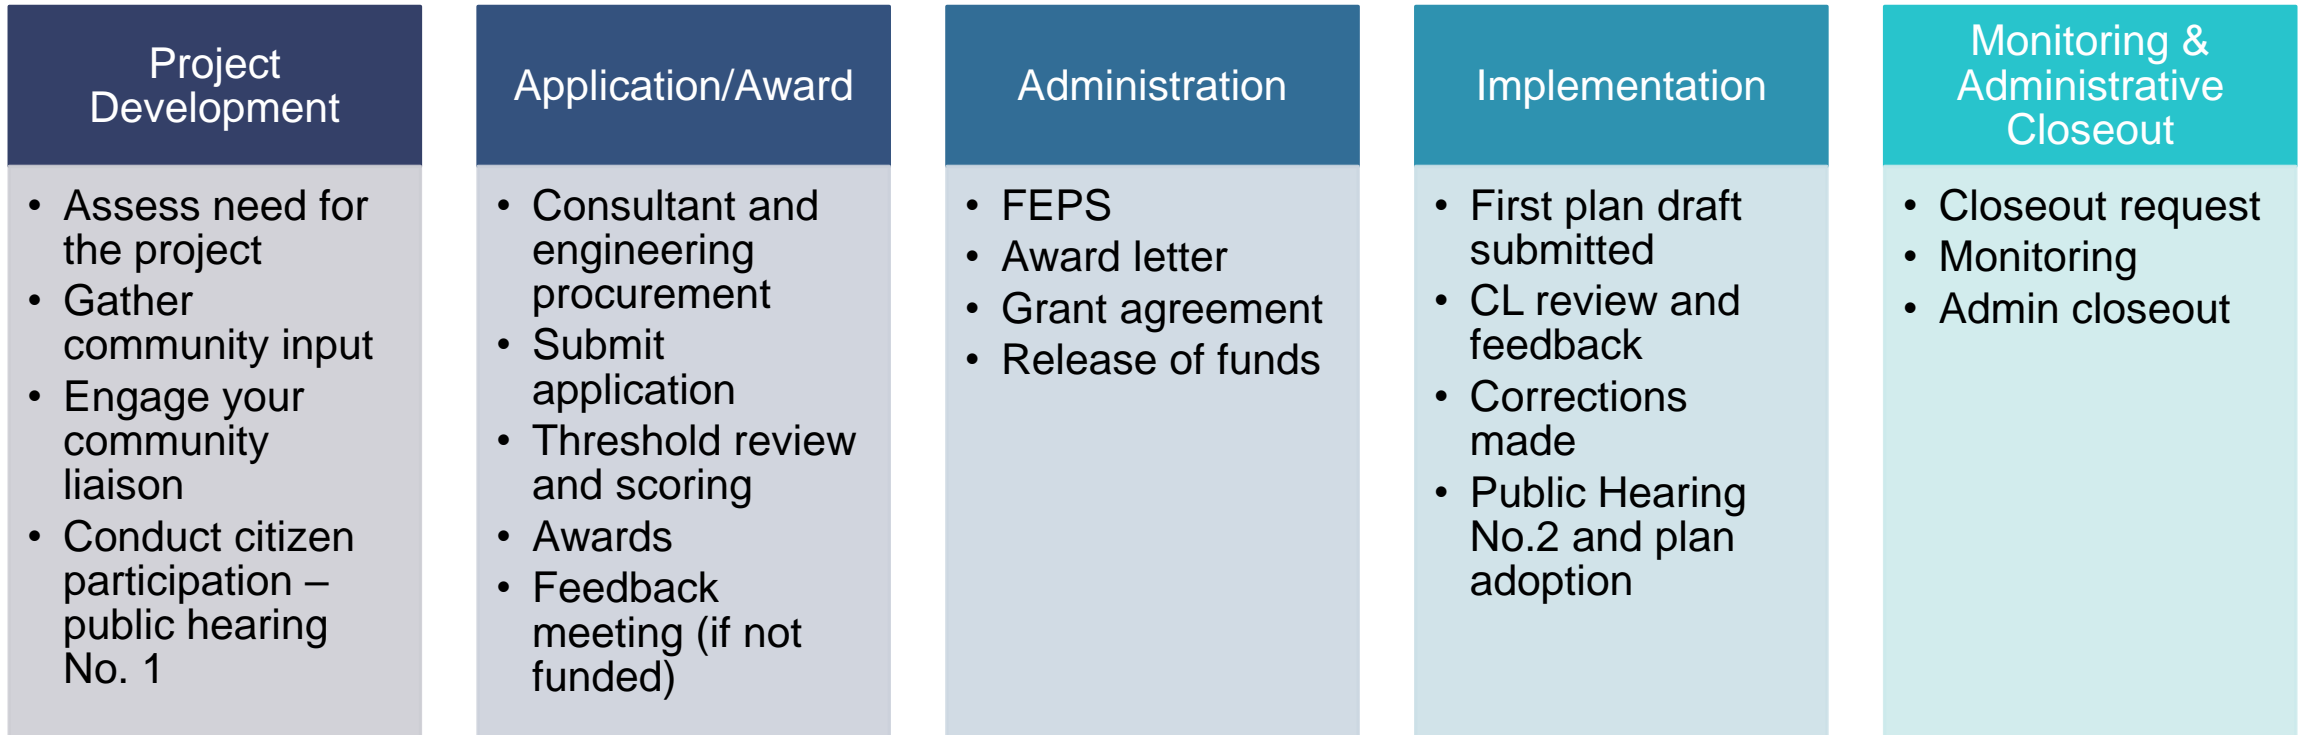 Project
Development
• Assess need for
the project
• Gather
community input
• Engage your
community
liaison
• Conduct citizen
participation –
public hearing
No. 1
Application/Award
• Consultant and
engineering
procurement
• Submit
application
• Threshold review
and scoring
• Awards
• Feedback
meeting (if not
funded)
Administration
• FEPS
• Award letter
• Grant agreement
• Release of funds
Implementation
• First plan draft
submitted
• CL review and
feedback
• Corrections
made
• Public Hearing
No.2 and plan
adoption
Monitoring &
Administrative
Closeout
• Closeout request
• Monitoring
• Admin closeout